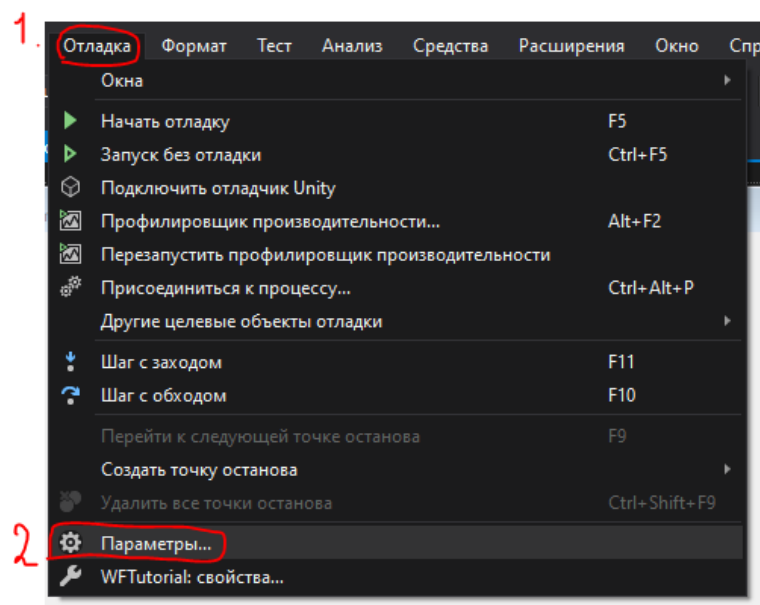 1.
Отладка Формат Тест Анализ Средства Расширения Окно Спр
Окна
Начать отладку F5
Запуск без отладки Ctrl+F5
Подключить отладчик Unity
Профилировщик производительности... Alt+F2
Перезапустить профилировщик производительности
Присоединиться к процессу... Ctrl+Alt+P
Другие целевые объекты отладки
Шаг с заходом F11
Шаг с обходом F10
Перейти к следующей точке останова F9
Создать точку останова
Удалить все точки останова Ctrl+Shift+F9
2 Параметры...
WFTutorial: свойства...